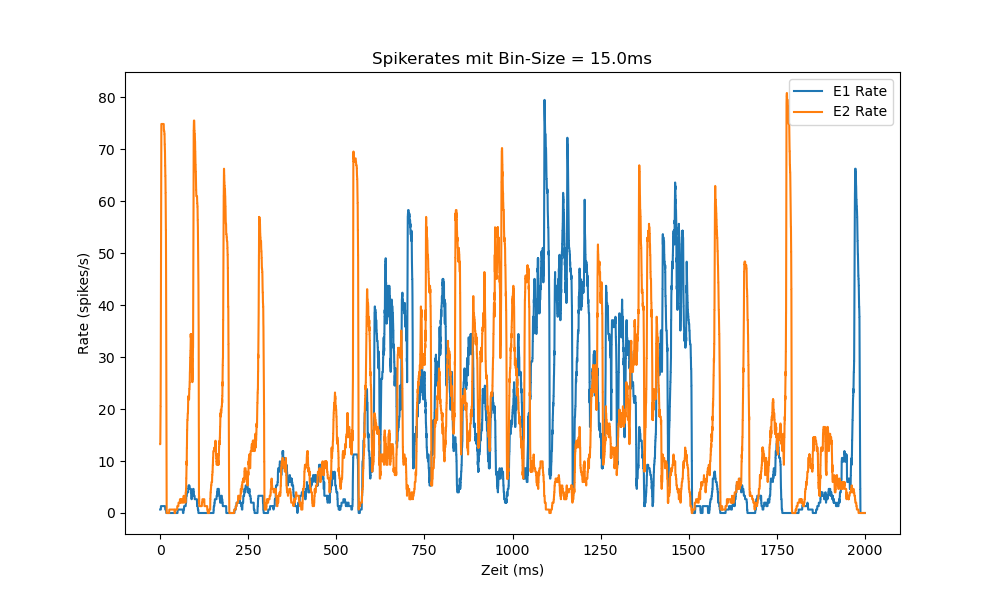 Spikerates mit Bin-Size = 15.0ms
E1 Rate
E2 Rate
80
70
60
50
40
30
20
10
0
Rate (spikes/s)
0 250 500 750 1000 1250 1500 1750 2000
Zeit (ms)